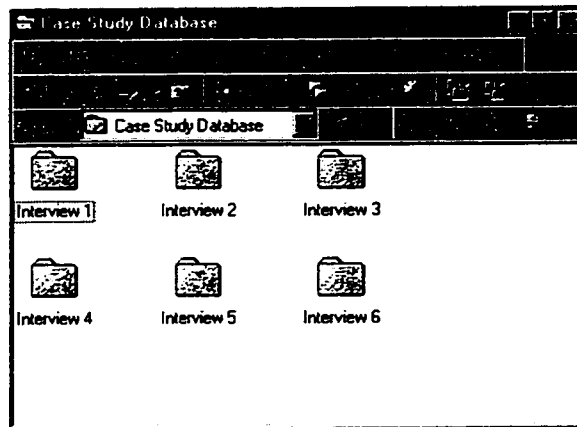 Case Study Database
Case Study Database
Interview 1 Interview 2 Interview 3
Interview 4 Interview 5 Interview 6